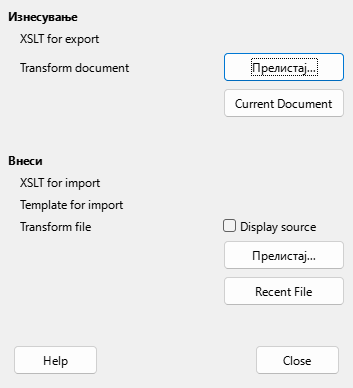 Изнесување
XSLT for export
Transform document
Прелистај...
Current Document
Внеси
XSLT for import
Template for import
Transform file
Display source
Прелистај...
Recent File
Help
Close